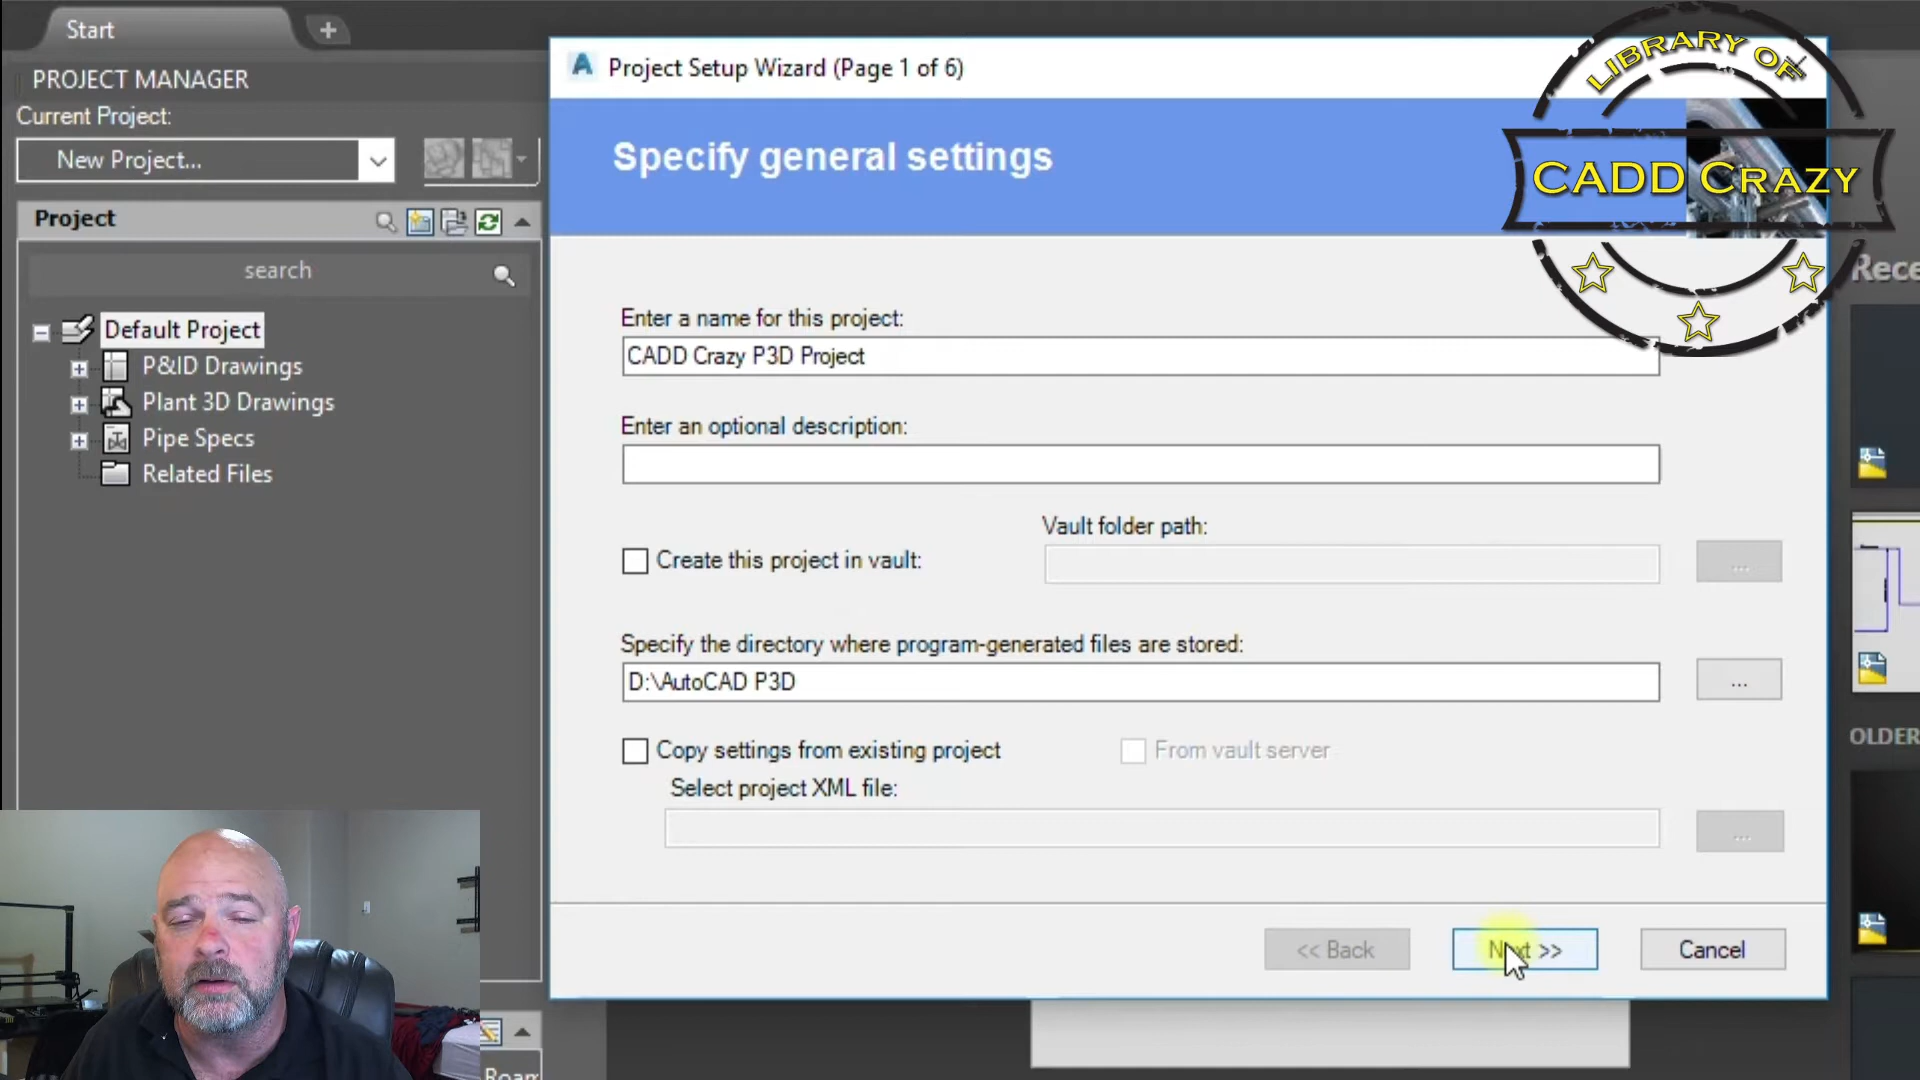 Start
PROJECT MANAGER
Current Project:
New Project...
Project
search
Default Project
P&ID Drawings
Plant 3D Drawings
Pipe Specs
Related Files
Project Setup Wizard (Page 1 of 6)
Specify general settings
Enter a name for this project:
CADD Crazy P3D Project
Enter an optional description:
Vault folder path:
Create this project in vault:
...
Specify the directory where program-generated files are stored:
D:\AutoCAD P3D
...
Copy settings from existing project
From vault server
Select project XML file:
...
<< Back
Next >>
Cancel
LIBRARY OF
CADD CRAZY
Rece
OLDER
Roam